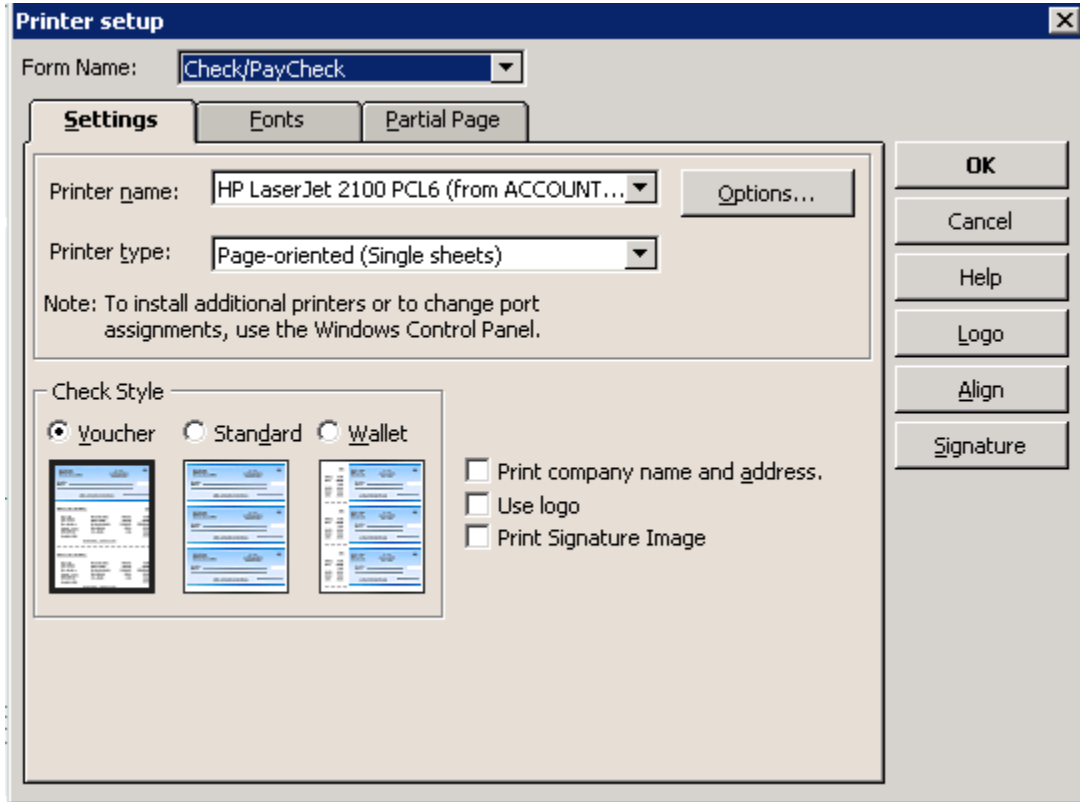 Printer setup
Form Name: Check/PayCheck
Settings Fonts Partial Page
Printer name: HP LaserJet 2100 PCL6 (from ACCOUNT... Options...
Printer type: Page-oriented (Single sheets)
Note: To install additional printers or to change port
assignments, use the Windows Control Panel.
Check Style
Voucher Standard Wallet
Print company name and address.
Use logo
Print Signature Image
OK
Cancel
Help
Logo
Align
Signature